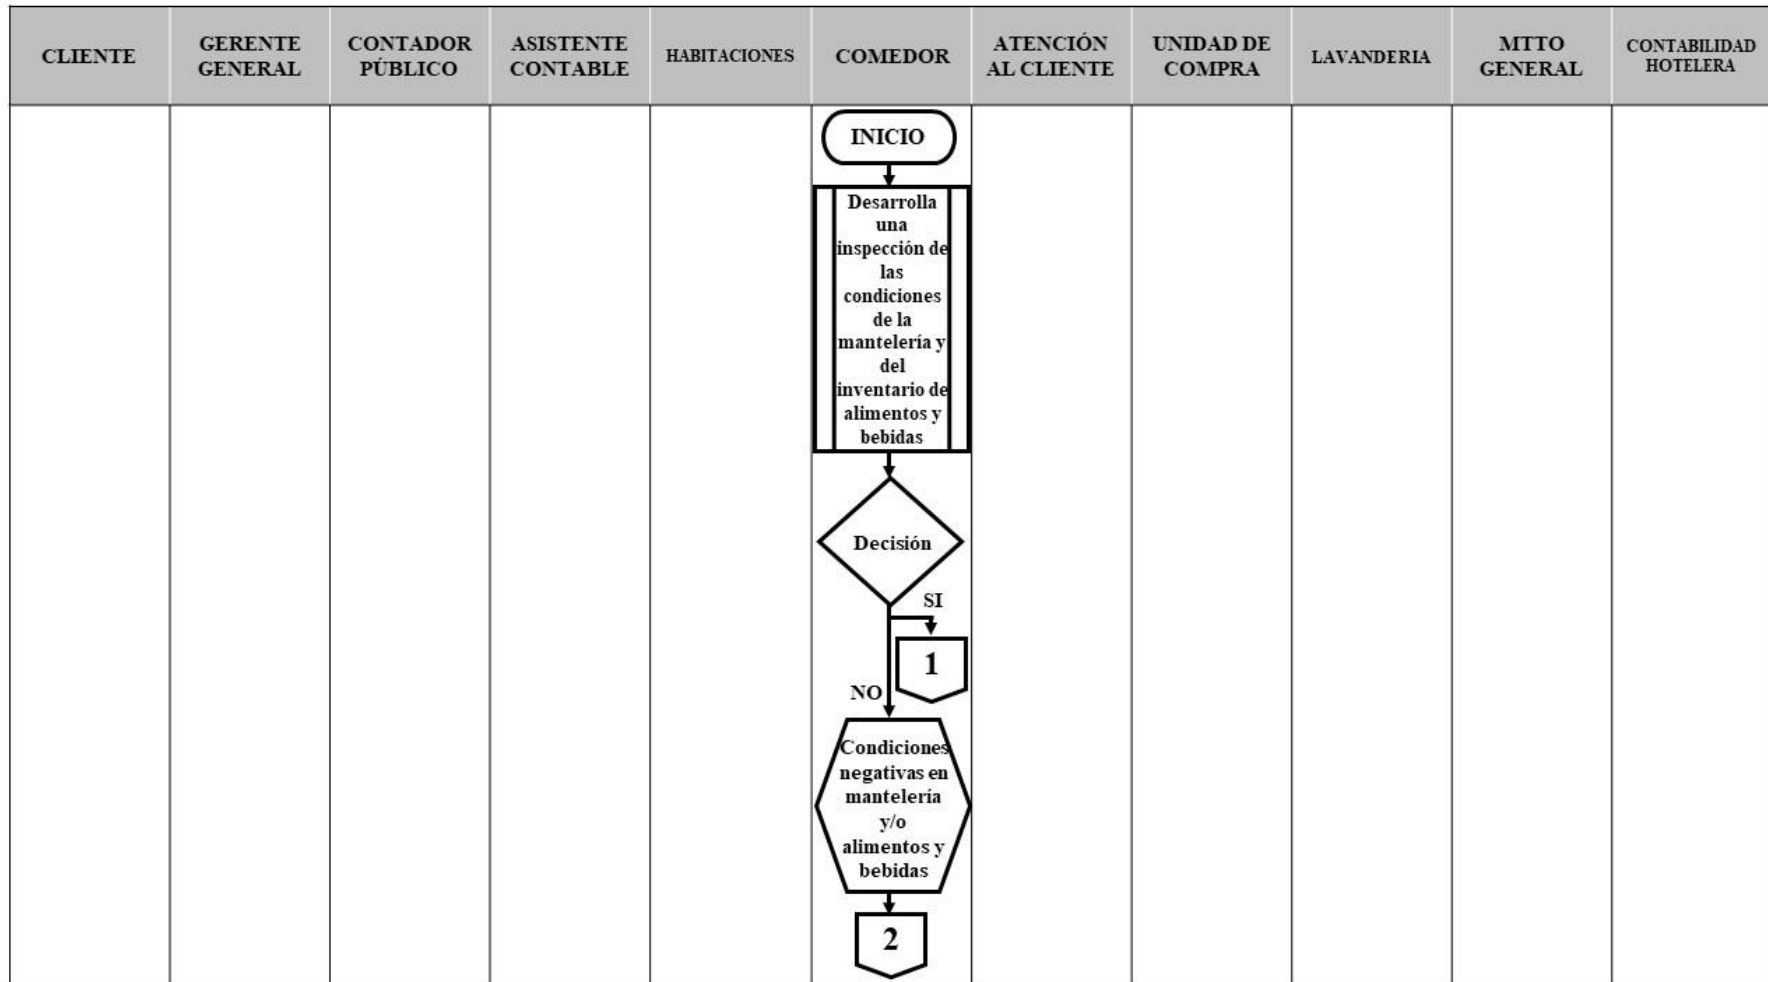 CLIENTE
GERENTE
GENERAL
CONTADOR
PÚBLICO
ASISTENTE
CONTABLE
HABITACIONES
COMEDOR
ATENCIÓN
AL CLIENTE
UNIDAD DE
COMPRA
LAVANDERIA
MTTO
GENERAL
CONTABILIDAD
HOTELERA
INICIO
Desarrolla
una
inspección de
las
condiciones
de la
mantelería y
del
inventario de
alimentos y
bebidas
Decisión
SI
1
NO
Condiciones
negativas en
mantelería
y/o
alimentos y
bebidas
2